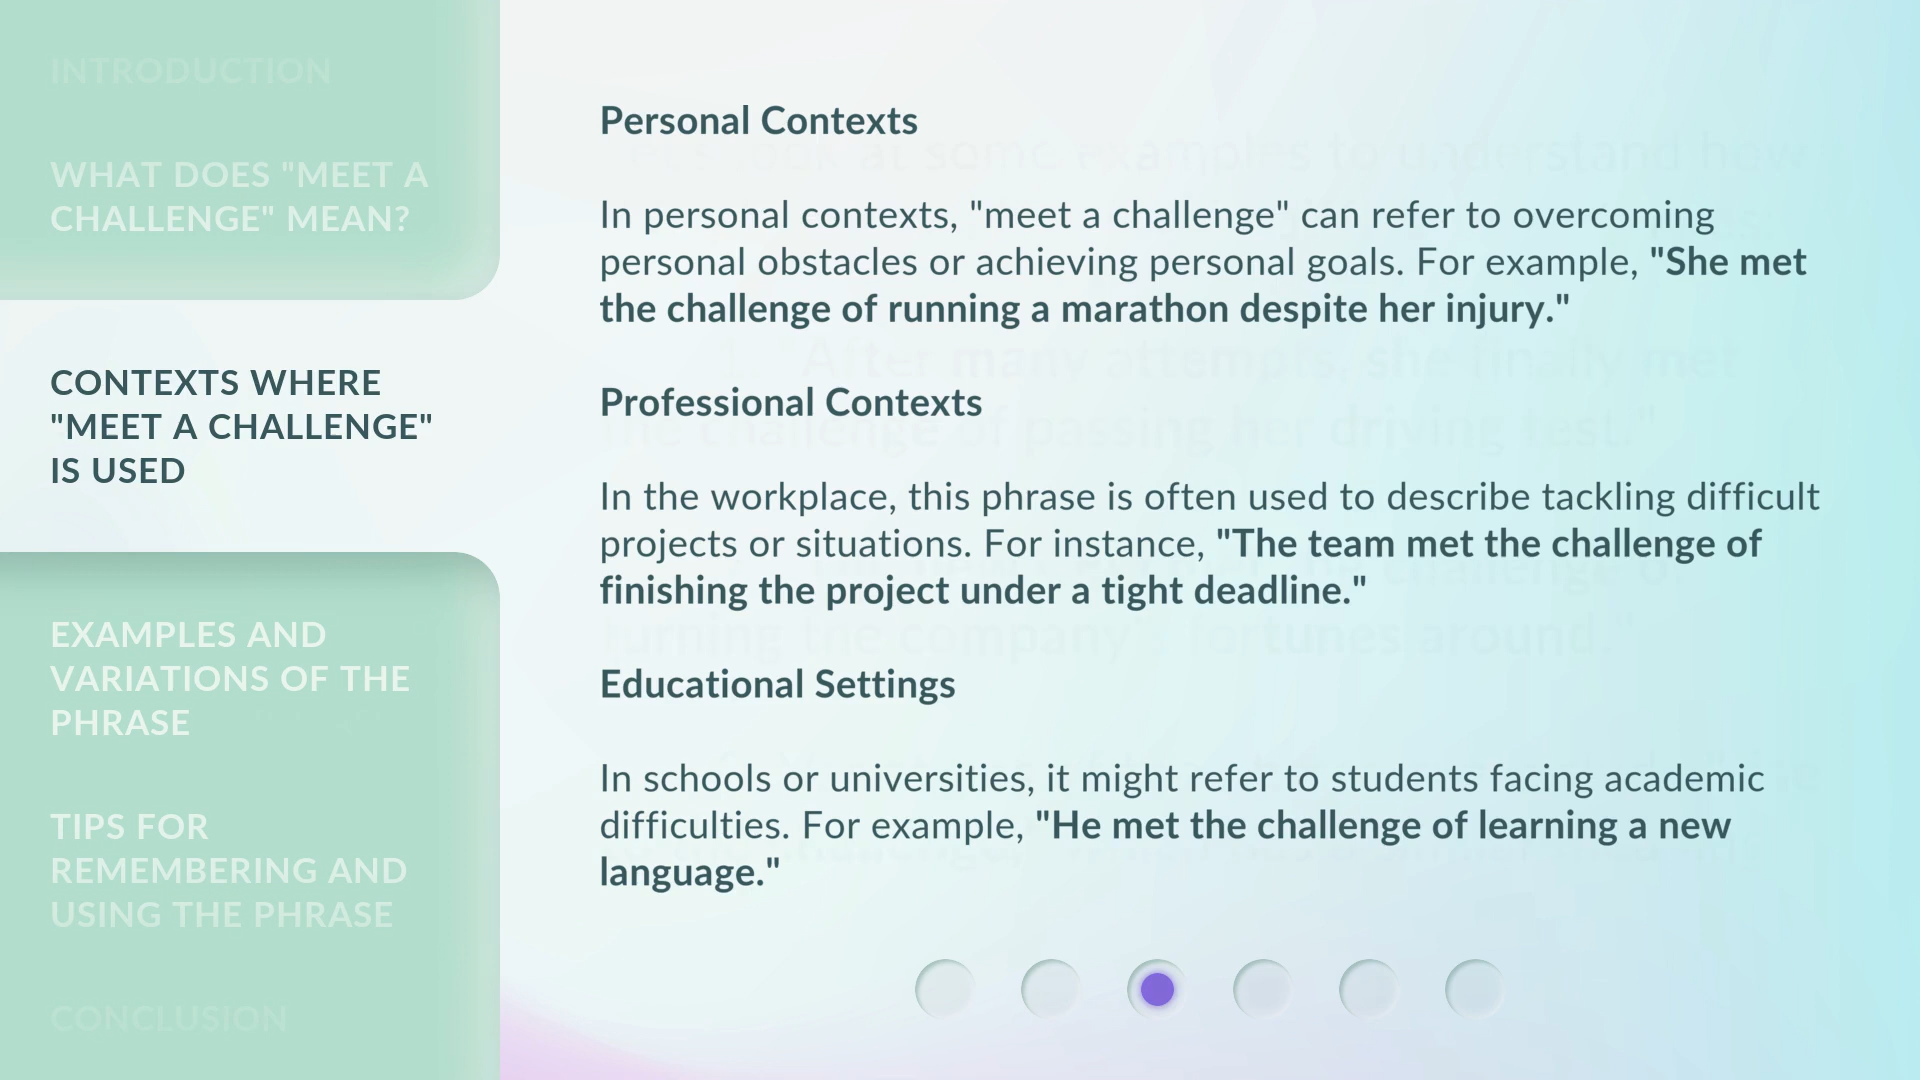 INTRODUCTION
WHAT DOES "MEET A
CHALLENGE" MEAN?
CONTEXTS WHERE
"MEET A CHALLENGE"
IS USED
EXAMPLES AND
VARIATIONS OF THE
PHRASE
TIPS FOR
REMEMBERING AND
USING THE PHRASE
CONCLUSION
Personal Contexts
In personal contexts, "meet a challenge" can refer to overcoming
personal obstacles or achieving personal goals. For example, "She met
the challenge of running a marathon despite her injury."
Professional Contexts
In the workplace, this phrase is often used to describe tackling difficult
projects or situations. For instance, "The team met the challenge of
finishing the project under a tight deadline."
Educational Settings
In schools or universities, it might refer to students facing academic
difficulties. For example, "He met the challenge of learning a new
language."